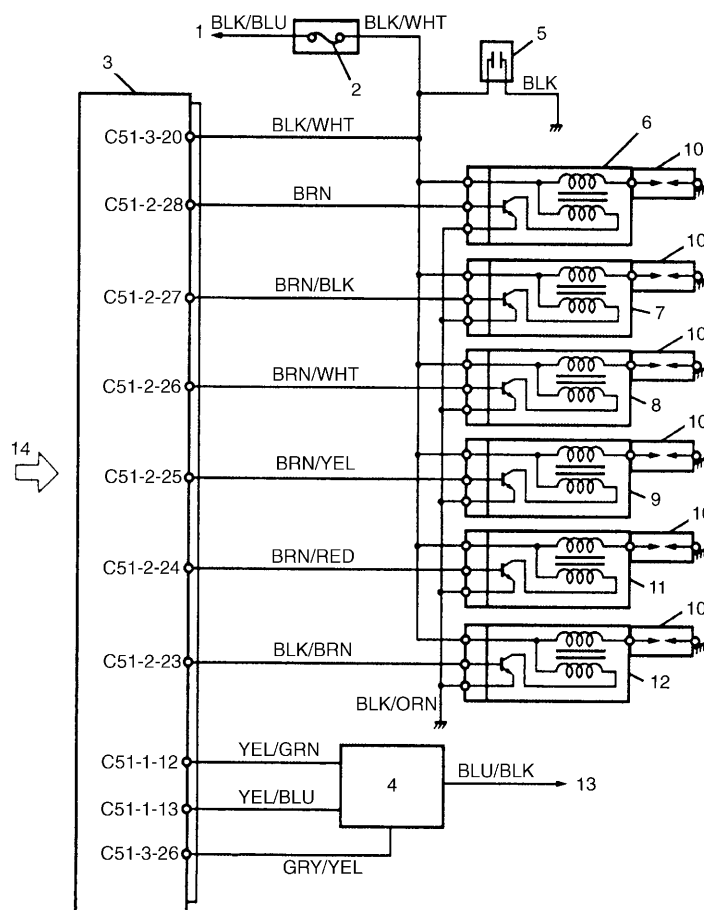 1 BLK/BLU BLK/WHT
2
5
BLK
3
C51-3-20 BLK/WHT
6
10
C51-2-28 BRN
10
C51-2-27 BRN/BLK
7
10
C51-2-26 BRN/WHT
8
10
14
C51-2-25 BRN/YEL
9
10
C51-2-24 BRN/RED
11
10
C51-2-23 BLK/BRN
12
BLK/ORN
C51-1-12 YEL/GRN
4
BLU/BLK 13
C51-1-13 YEL/BLU
C51-3-26
GRY/YEL